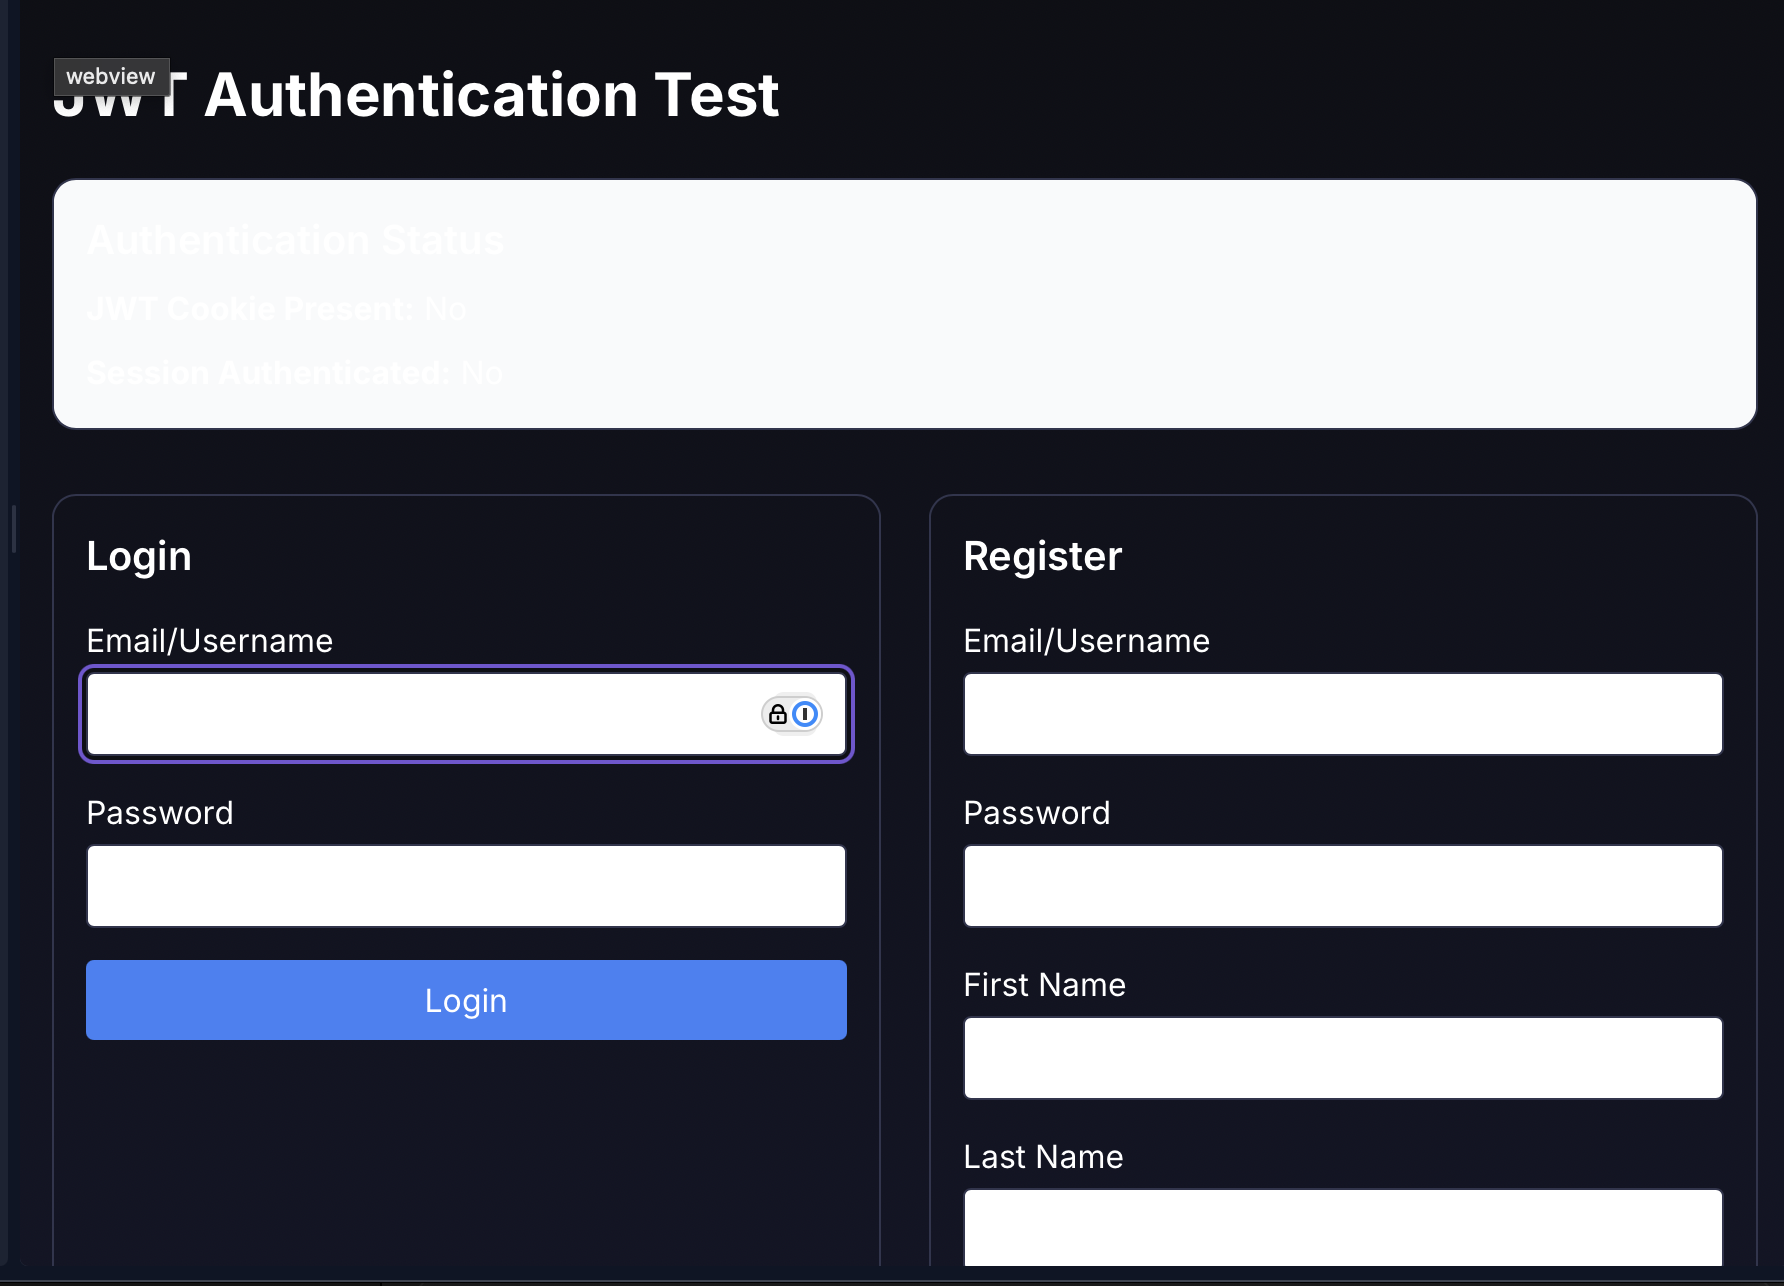 webview
JWT Authentication Test
Authentication Status
JWT Cookie Present: No
Session Authenticated: No
Login
Email/Username
Password
Login
Register
Email/Username
Password
First Name
Last Name